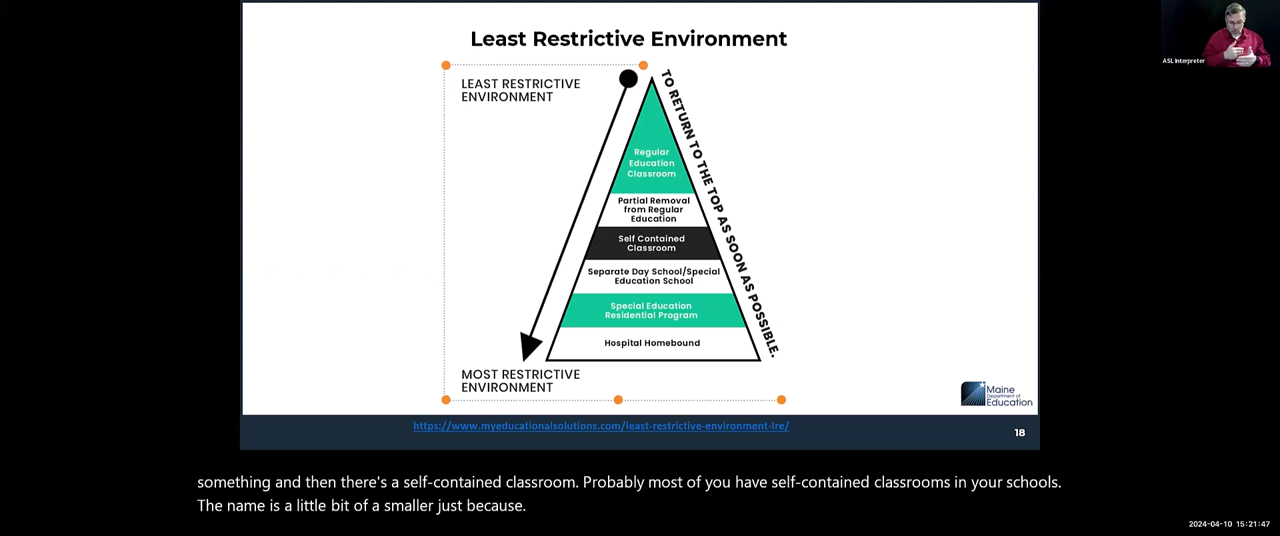 Least Restrictive Environment
ASL Interpreter
LEAST RESTRICTIVE
ENVIRONMENT
TO RETURN TO THE TOP AS SOON AS POSSIBLE.
Regular
Education
Classroom
Partial Removal
from Regular
Education
Self Contained
Classroom
Separate Day School/Special
Education School
Special Education
Residential Program
Hospital Homebound
MOST RESTRICTIVE
ENVIRONMENT
Maine
Department of
Education
https://www.myeducationalsolutions.com/least-restrictive-environment-lre/
18
something and then there's a self-contained classroom. Probably most of you have self-contained classrooms in your schools.
The name is a little bit of a smaller just because.
2024-04-10 15:21:47